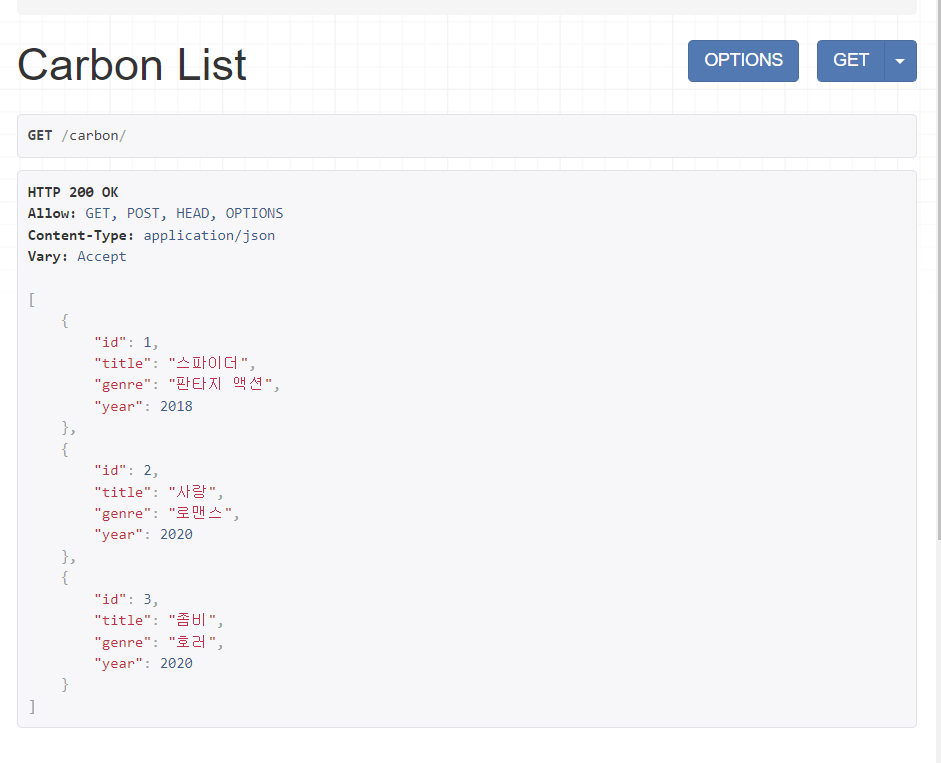 Carbon List
OPTIONS
GET
GET /carbon/
HTTP 200 OK
Allow: GET, POST, HEAD, OPTIONS
Content-Type: application/json
Vary: Accept
[
    {
        "id": 1,
        "title": "스파이더",
        "genre": "판타지 액션",
        "year": 2018
    },
    {
        "id": 2,
        "title": "사랑",
        "genre": "로맨스",
        "year": 2020
    },
    {
        "id": 3,
        "title": "좀비",
        "genre": "호러",
        "year": 2020
    }
]